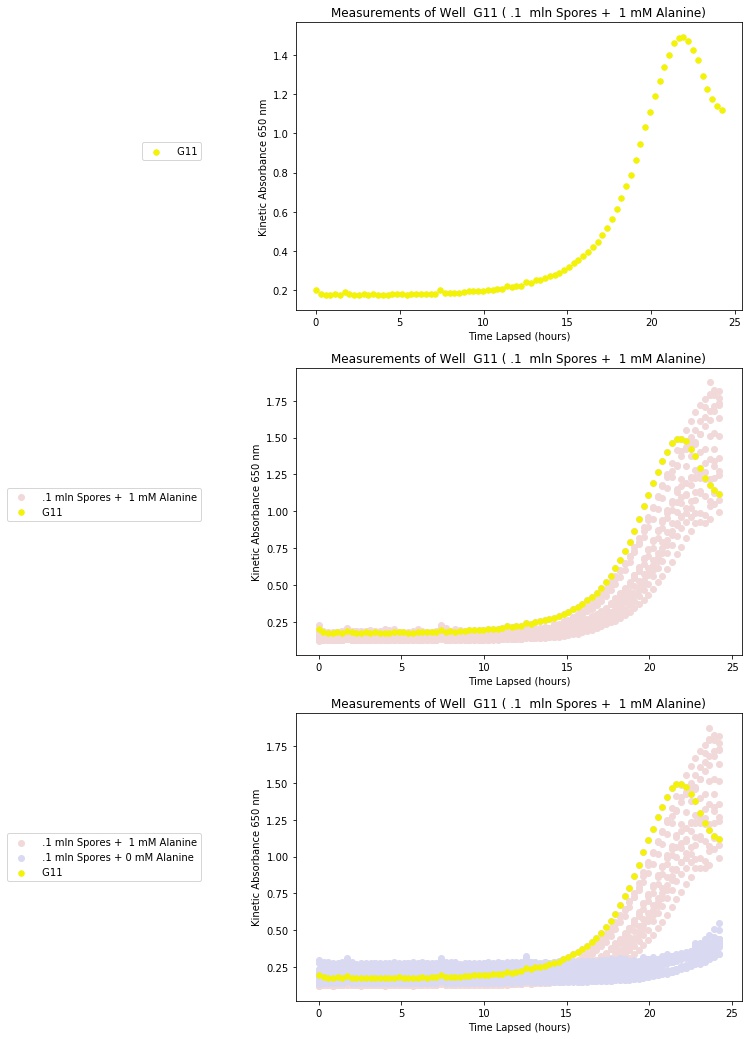 Measurements of Well  G11 ( .1  mln Spores +  1 mM Alanine)
1.4
1.2
1.0
0.8
0.6
0.4
0.2
Kinetic Absorbance 650 nm
G11
0
5
10
15
20
25
Time Lapsed (hours)
Measurements of Well  G11 ( .1  mln Spores +  1 mM Alanine)
1.75
1.50
1.25
1.00
0.75
0.50
0.25
Kinetic Absorbance 650 nm
.1 mln Spores +  1 mM Alanine
G11
0
5
10
15
20
25
Time Lapsed (hours)
Measurements of Well  G11 ( .1  mln Spores +  1 mM Alanine)
1.75
1.50
1.25
1.00
0.75
0.50
0.25
Kinetic Absorbance 650 nm
.1 mln Spores +  1 mM Alanine
.1 mln Spores + 0 mM Alanine
G11
0
5
10
15
20
25
Time Lapsed (hours)